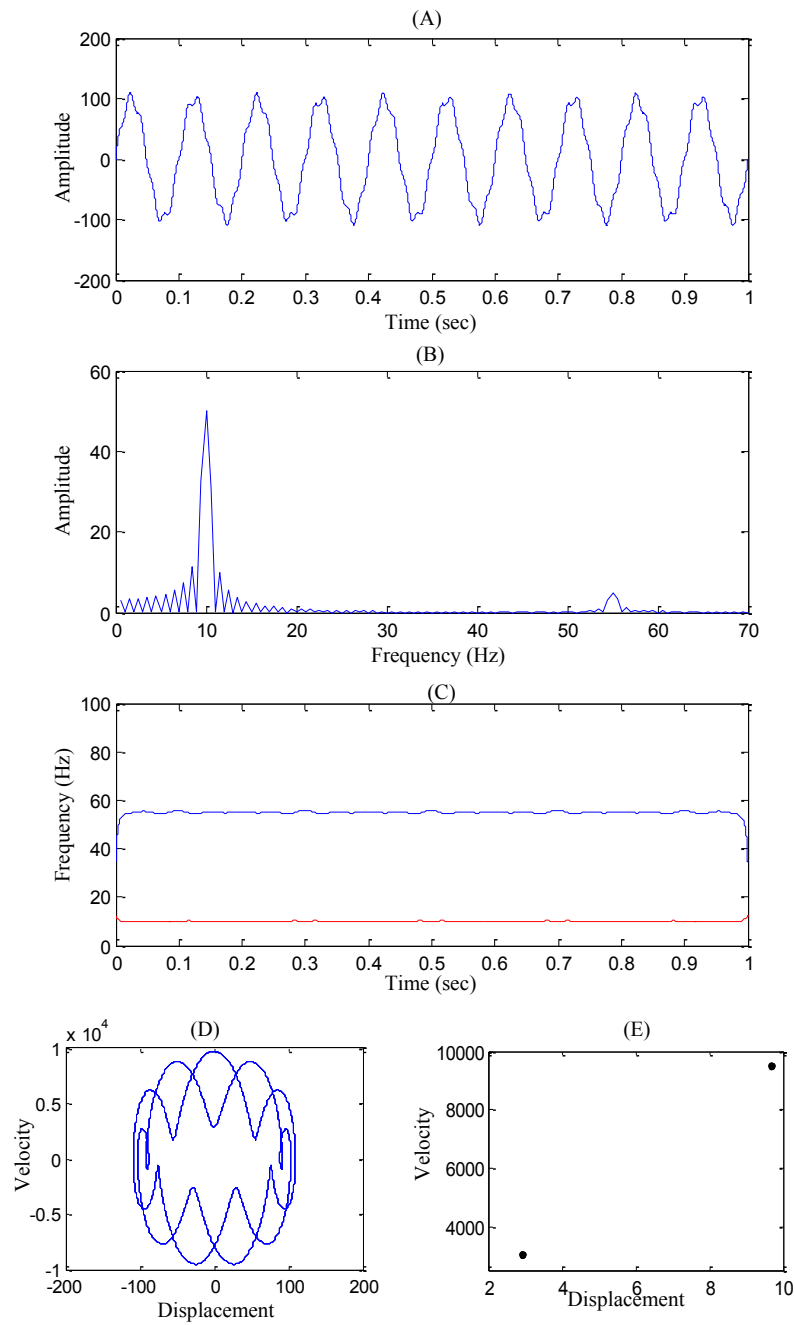 (A)
200
100
0
-100
-200
Amplitude
0 0.1 0.2 0.3 0.4 0.5 0.6 0.7 0.8 0.9 1
Time (sec)
(B)
60
40
20
0
Amplitude
0 10 20 30 40 50 60 70
Frequency (Hz)
(C)
100
80
60
40
20
0
Frequency (Hz)
0 0.1 0.2 0.3 0.4 0.5 0.6 0.7 0.8 0.9 1
Time (sec)
(D)
x 10^4
1
0.5
0
-0.5
-1
Velocity
-200 -100 0 100 200
Displacement
(E)
10000
8000
6000
4000
Velocity
2 4 6 8 10
Displacement